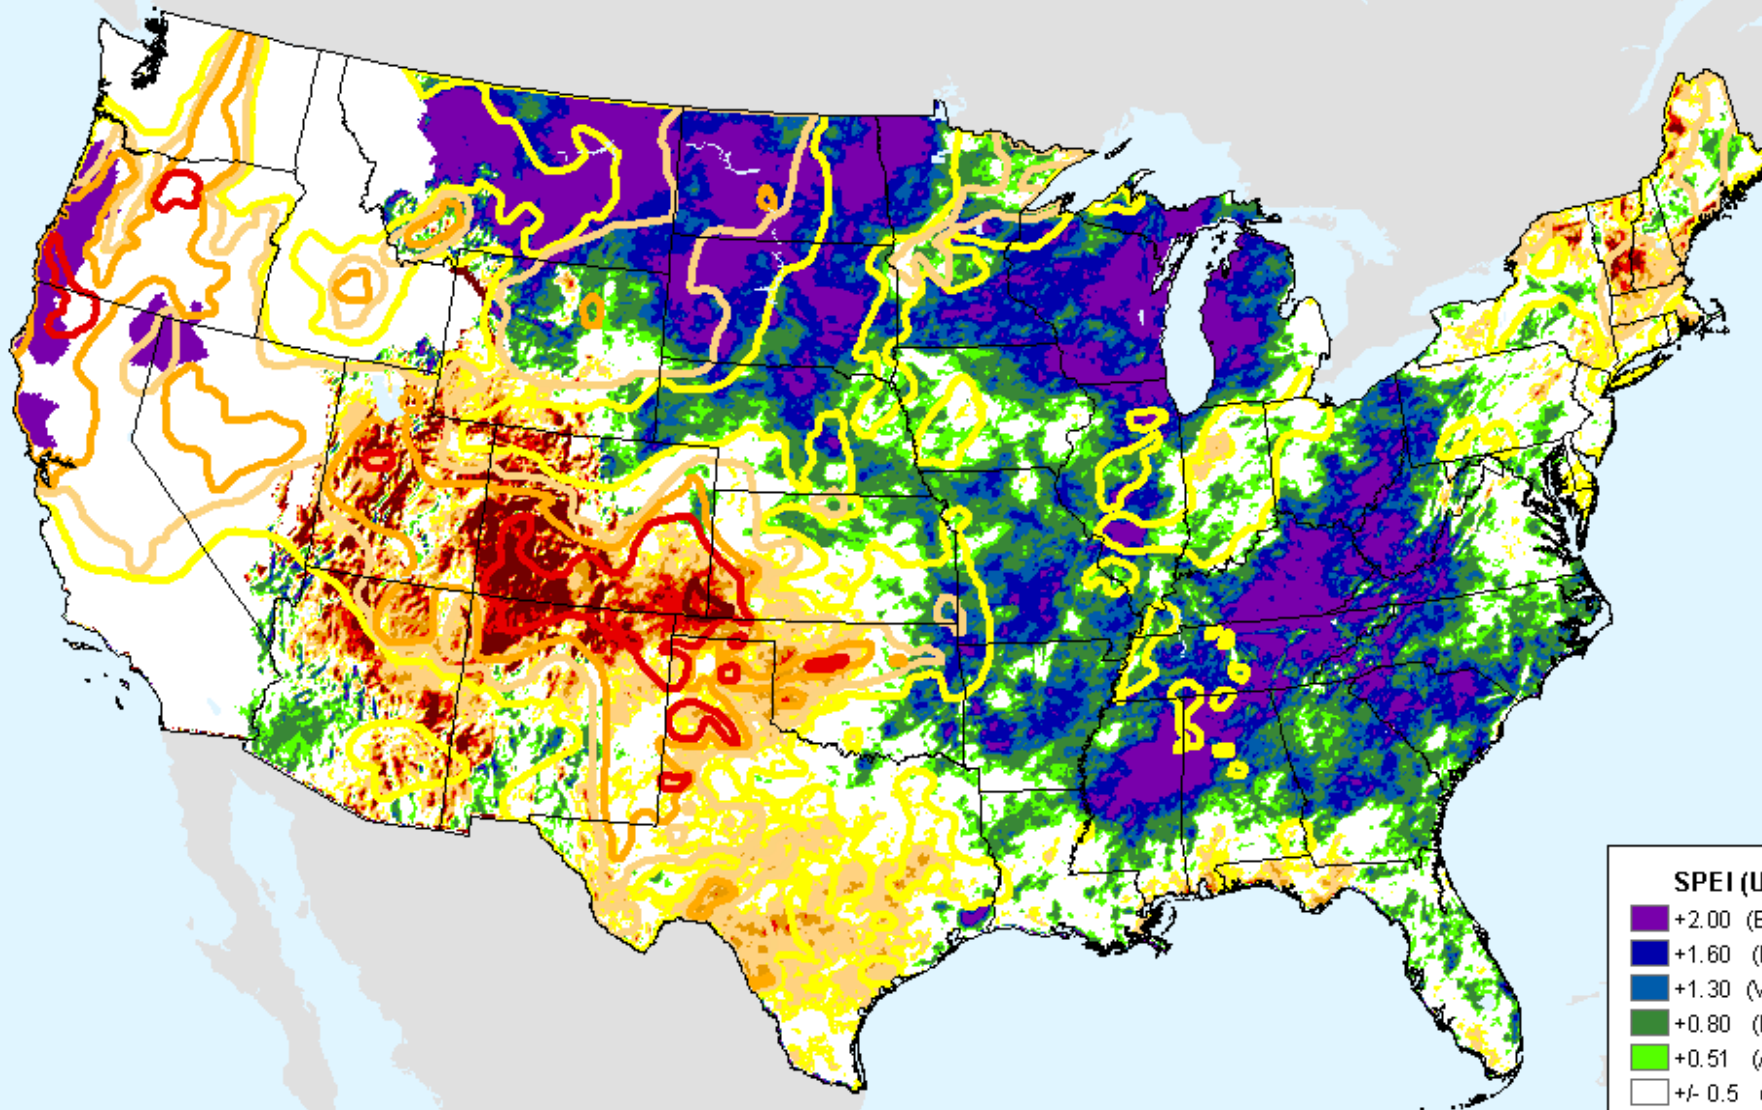 SPEI (U
+2.00 (E
+1.60 (
+1.30 (V
+0.80 (
+0.51 (
+/- 0.5